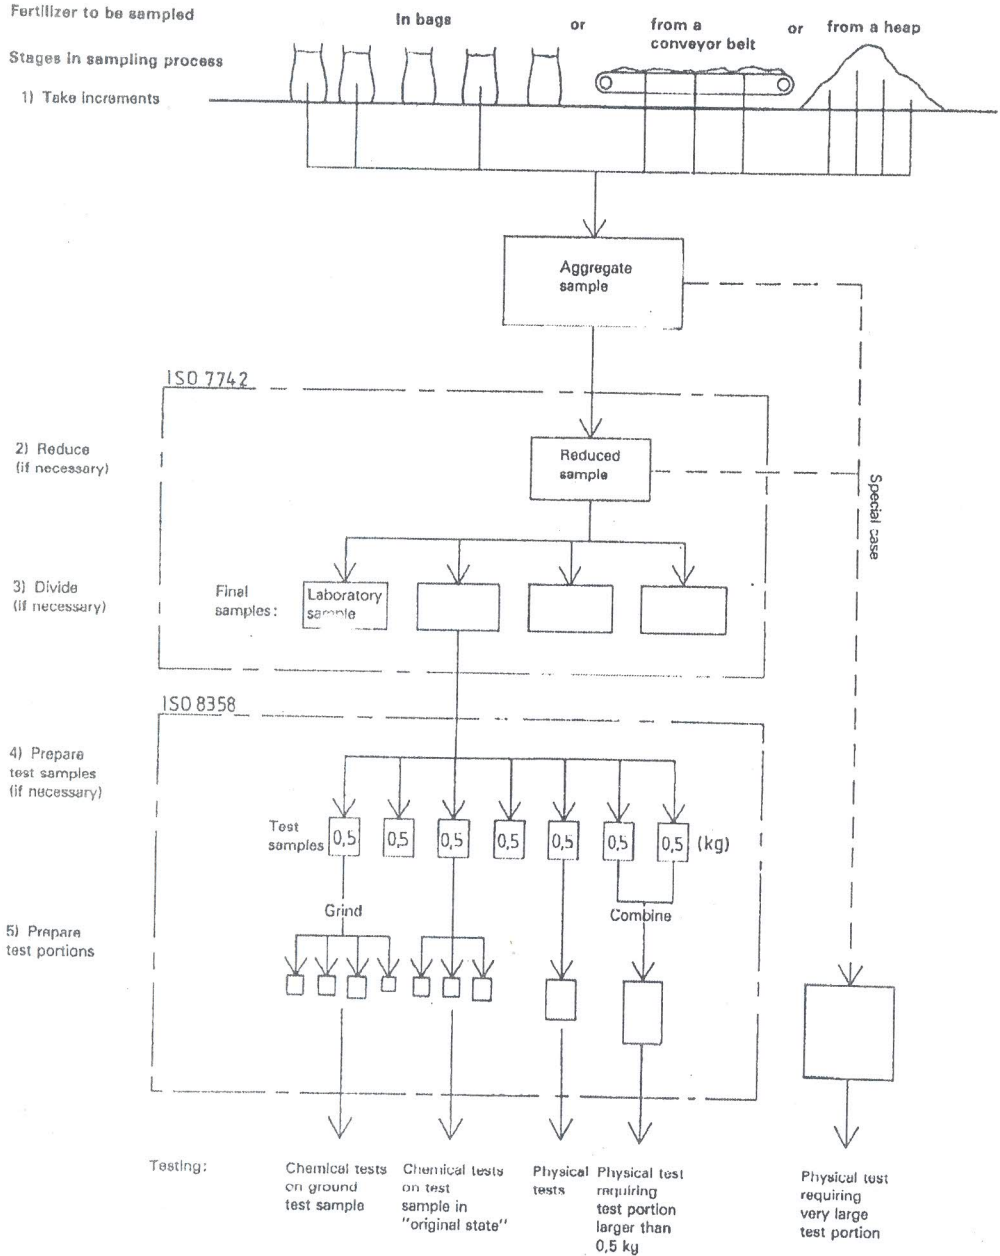 Fertilizer to be sampled
In bags
or
from a
conveyor belt
or
from a heap
Stages in sampling process
1) Take increments
Aggregate
sample
ISO 7742
2) Reduce
(if necessary)
Reduced
sample
Special case
3) Divide
(if necessary)
Final
samples:
Laboratory
sample
ISO 8358
4) Prepare
test samples
(if necessary)
Test
samples
0,5
0,5
0,5
0,5
0,5
0,5
0,5
(kg)
Grind
Combine
5) Prepare
test portions
Testing:
Chemical tests
on ground
test sample
Chemical tests
on test
sample in
"original state"
Physical
tests
Physical test
requiring
test portion
larger than
0,5 kg
Physical test
requiring
very large
test portion